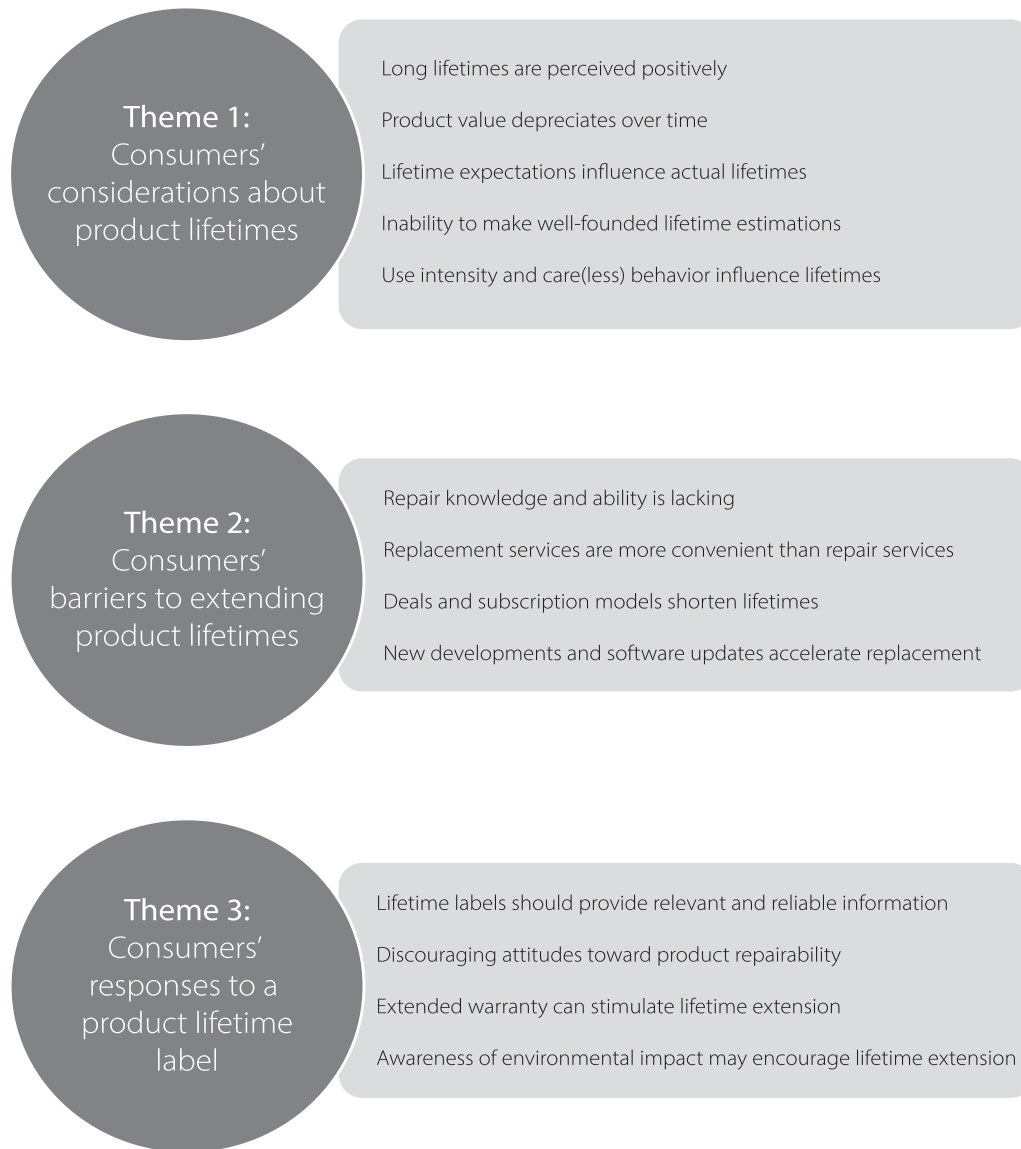 Theme 1:
Consumers'
considerations about
product lifetimes
Long lifetimes are perceived positively
Product value depreciates over time
Lifetime expectations influence actual lifetimes
Inability to make well-founded lifetime estimations
Use intensity and care(less) behavior influence lifetimes
Theme 2:
Consumers'
barriers to extending
product lifetimes
Repair knowledge and ability is lacking
Replacement services are more convenient than repair services
Deals and subscription models shorten lifetimes
New developments and software updates accelerate replacement
Theme 3:
Consumers'
responses to a
product lifetime
label
Lifetime labels should provide relevant and reliable information
Discouraging attitudes toward product repairability
Extended warranty can stimulate lifetime extension
Awareness of environmental impact may encourage lifetime extension